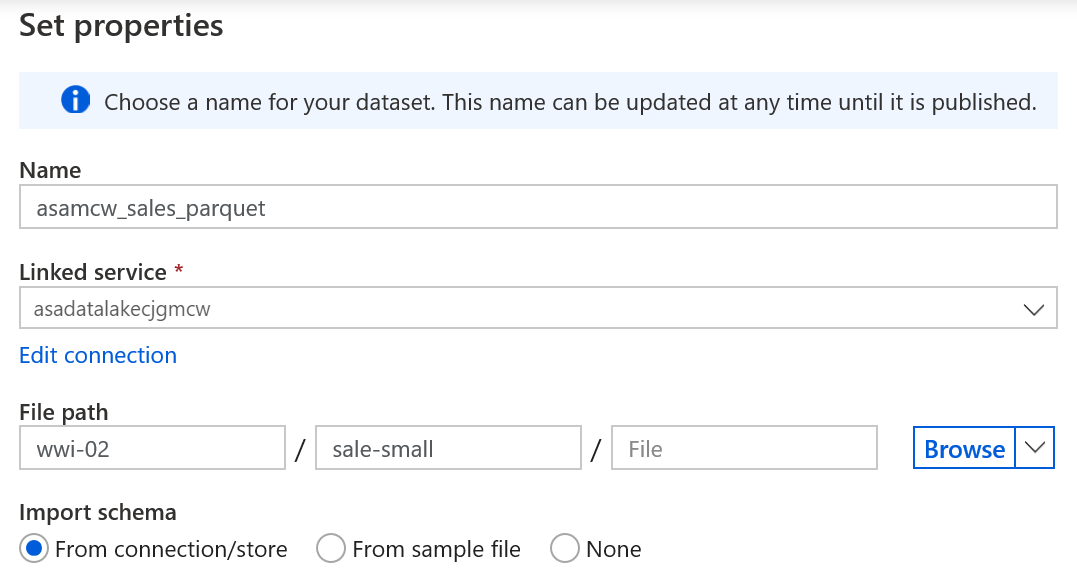 Set properties
Choose a name for your dataset. This name can be updated at any time until it is published.
Name
asamcw_sales_parquet
Linked service *
asadatalakecjgmcw
Edit connection
File path
wwi-02 / sale-small / File Browse
Import schema
From connection/store From sample file None